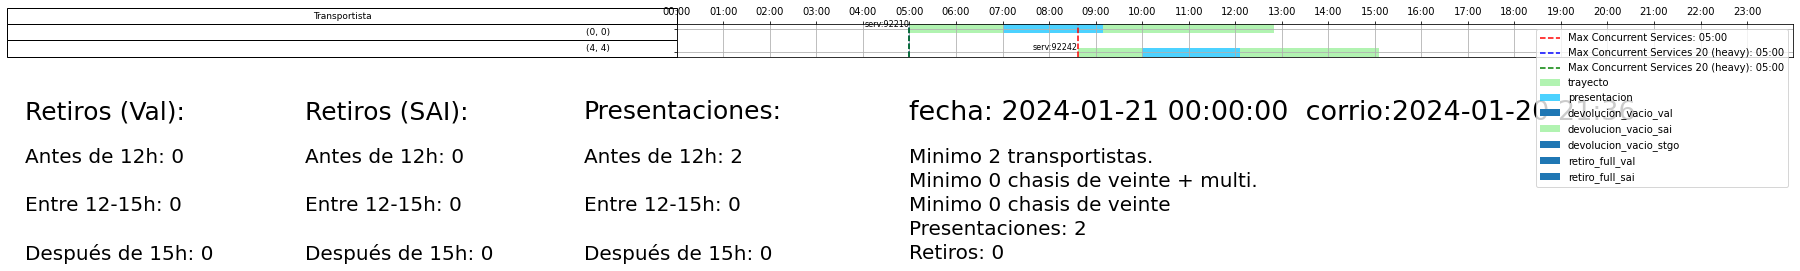 Transportista
00:00 01:00 02:00 03:00 04:00 05:00 06:00 07:00 08:00 09:00 10:00 11:00 12:00 13:00 14:00 15:00 16:00 17:00 18:00 19:00 20:00 21:00 22:00 23:00
serv:92210
(0, 0)
serv:92242
(4, 4)
Max Concurrent Services: 05:00
Max Concurrent Services 20 (heavy): 05:00
Max Concurrent Services 20 (heavy): 05:00
trayecto
presentacion
devolucion_vacio_val
devolucion_vacio_sai
devolucion_vacio_stgo
retiro_full_val
retiro_full_sai
Retiros (Val):
Antes de 12h: 0
Entre 12-15h: 0
Después de 15h: 0
Retiros (SAI):
Antes de 12h: 0
Entre 12-15h: 0
Después de 15h: 0
Presentaciones:
Antes de 12h: 2
Entre 12-15h: 0
Después de 15h: 0
fecha: 2024-01-21 00:00:00 corrio:2024-01-20 21:36
Minimo 2 transportistas.
Minimo 0 chasis de veinte + multi.
Minimo 0 chasis de veinte
Presentaciones: 2
Retiros: 0